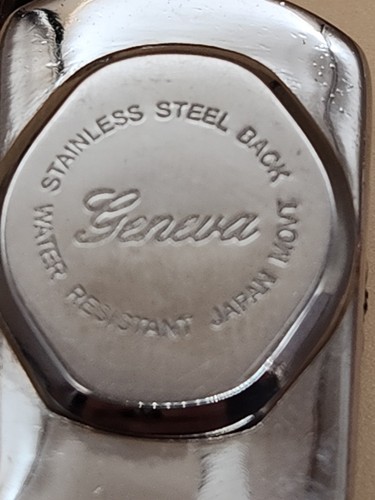 STAINLESS STEEL BACK
Geneva
WATER RESISTANT JAPAN MOVT